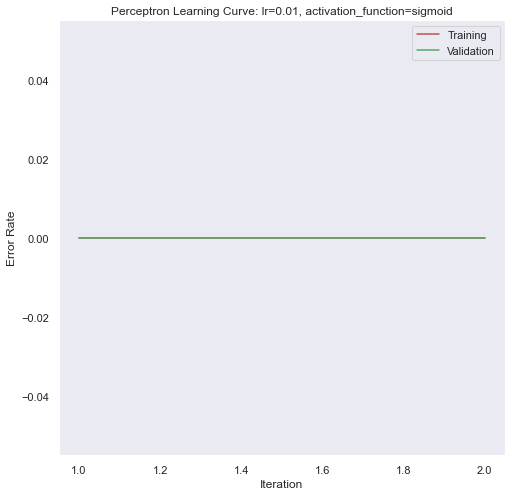 Perceptron Learning Curve: lr=0.01, activation_function=sigmoid
Training
Validation
0.04
0.02
0.00
-0.02
-0.04
Error Rate
1.0 1.2 1.4 1.6 1.8 2.0
Iteration